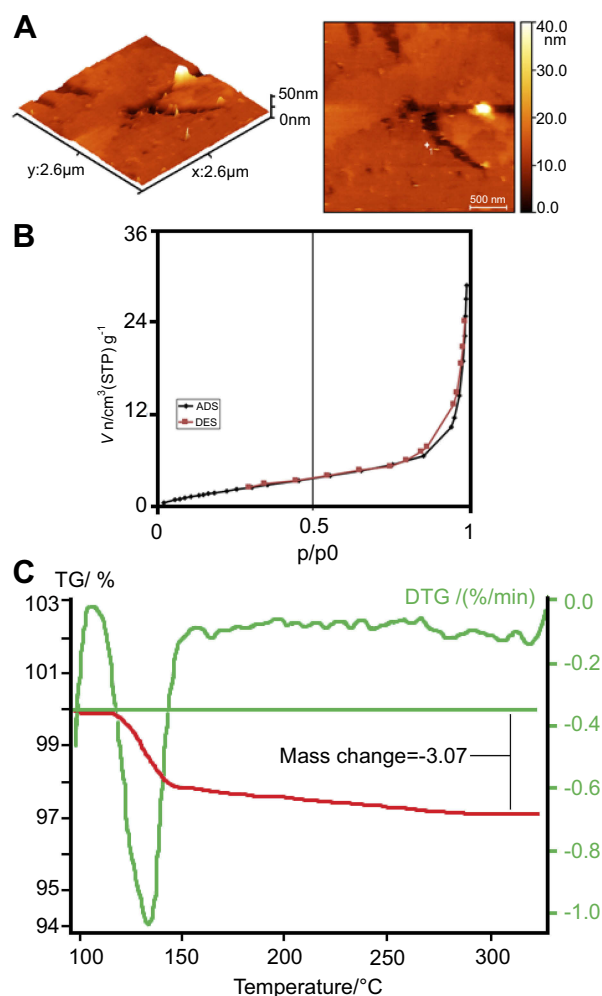 A
50nm
0nm
y:2.6µm
x:2.6µm
500 nm
40.0
nm
30.0
20.0
10.0
0.0
B
V n/cm³(STP) g⁻¹
36
24
12
0
ADS
DES
0
0.5
1
p/p0
C
TG/ %
DTG /(%/min)
103
101
99
97
95
94
0.0
-0.2
-0.4
-0.6
-0.8
-1.0
Mass change=-3.07
100
150
200
250
300
Temperature/°C